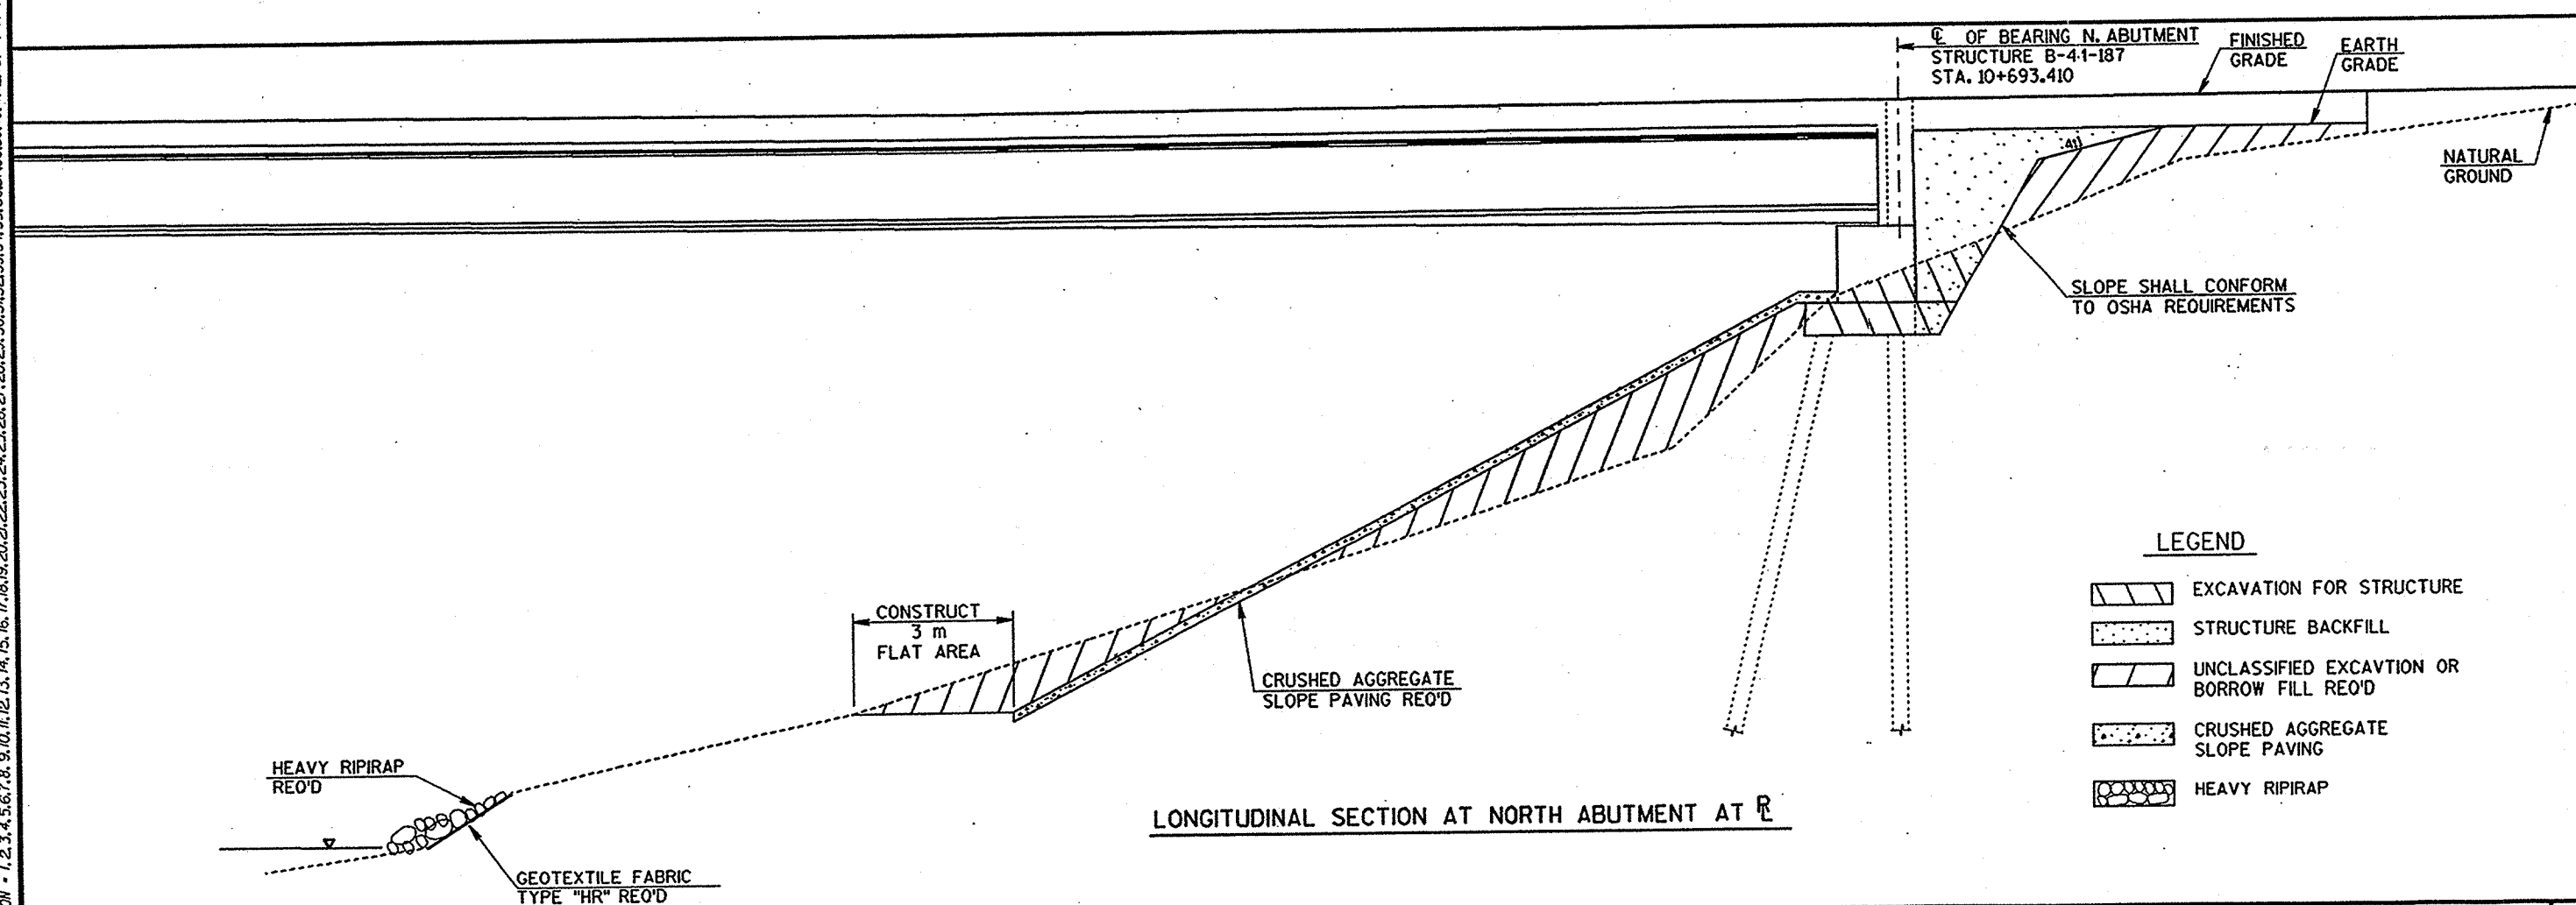 ℄ OF BEARING N. ABUTMENT
STRUCTURE B-41-187
STA. 10+693.410
FINISHED
GRADE
EARTH
GRADE
4:1
NATURAL
GROUND
SLOPE SHALL CONFORM
TO OSHA REQUIREMENTS
CONSTRUCT
3 m
FLAT AREA
CRUSHED AGGREGATE
SLOPE PAVING REQ'D
HEAVY RIPIRAP
REQ'D
GEOTEXTILE FABRIC
TYPE "HR" REQ'D
LONGITUDINAL SECTION AT NORTH ABUTMENT AT RL
LEGEND
EXCAVATION FOR STRUCTURE
STRUCTURE BACKFILL
UNCLASSIFIED EXCAVTION OR
BORROW FILL REQ'D
CRUSHED AGGREGATE
SLOPE PAVING
HEAVY RIPIRAP